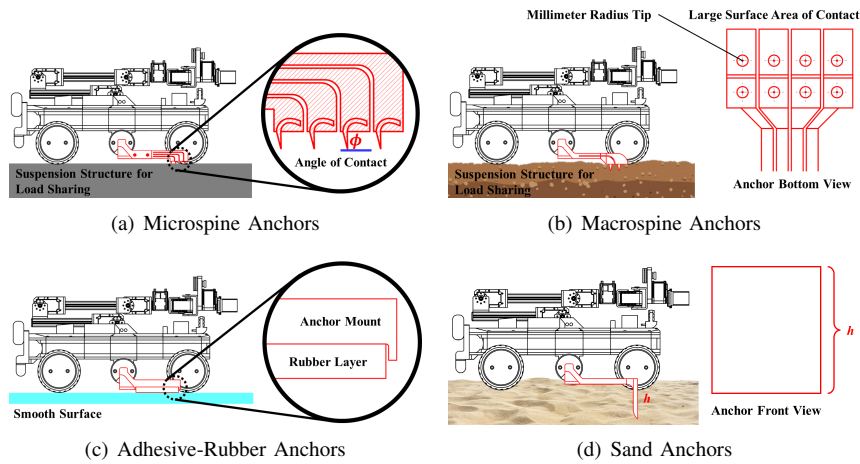 ϕ
Angle of Contact
Suspension Structure for
Load Sharing
(a) Microspine Anchors
Millimeter Radius Tip
Large Surface Area of Contact
Suspension Structure for
Load Sharing
Anchor Bottom View
(b) Macrospine Anchors
Anchor Mount
Rubber Layer
Smooth Surface
(c) Adhesive-Rubber Anchors
h
h
Anchor Front View
(d) Sand Anchors